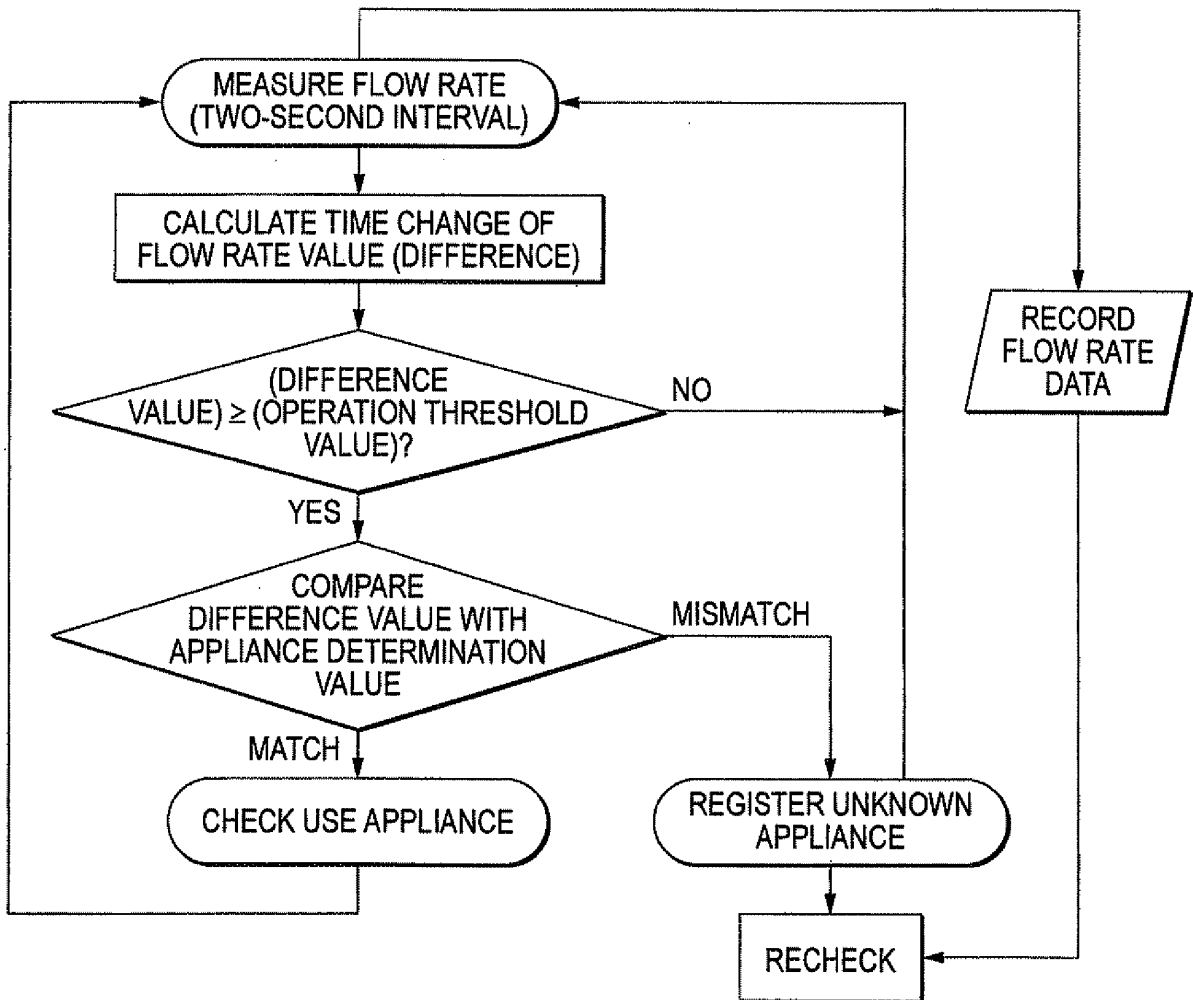 MEASURE FLOW RATE
(TWO-SECOND INTERVAL)
CALCULATE TIME CHANGE OF
FLOW RATE VALUE (DIFFERENCE)
RECORD
FLOW RATE
DATA
(DIFFERENCE
VALUE) ≥ (OPERATION THRESHOLD
VALUE)?
NO
YES
COMPARE
DIFFERENCE VALUE WITH
APPLIANCE DETERMINATION
VALUE
MISMATCH
MATCH
CHECK USE APPLIANCE
REGISTER UNKNOWN
APPLIANCE
RECHECK